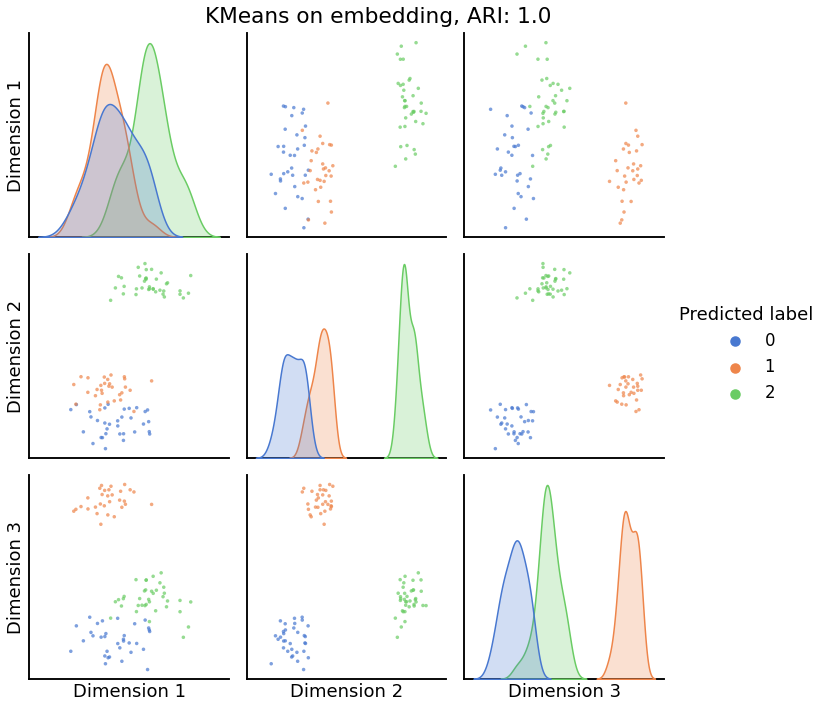 KMeans on embedding, ARI: 1.0
Dimension 1
Dimension 2
Dimension 3
Dimension 1
Dimension 2
Dimension 3
Predicted label
0
1
2